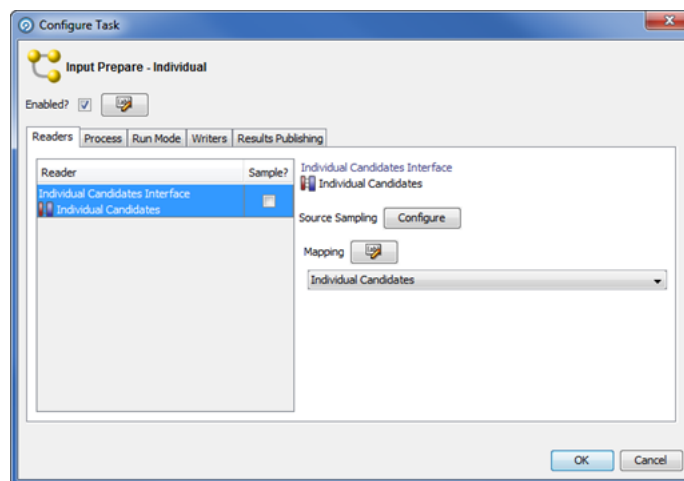 Configure Task
Input Prepare - Individual
Enabled?
Readers Process Run Mode Writers Results Publishing
Reader Sample?
Individual Candidates Interface
Individual Candidates
Individual Candidates Interface
Individual Candidates
Source Sampling Configure
Mapping
Individual Candidates
OK Cancel